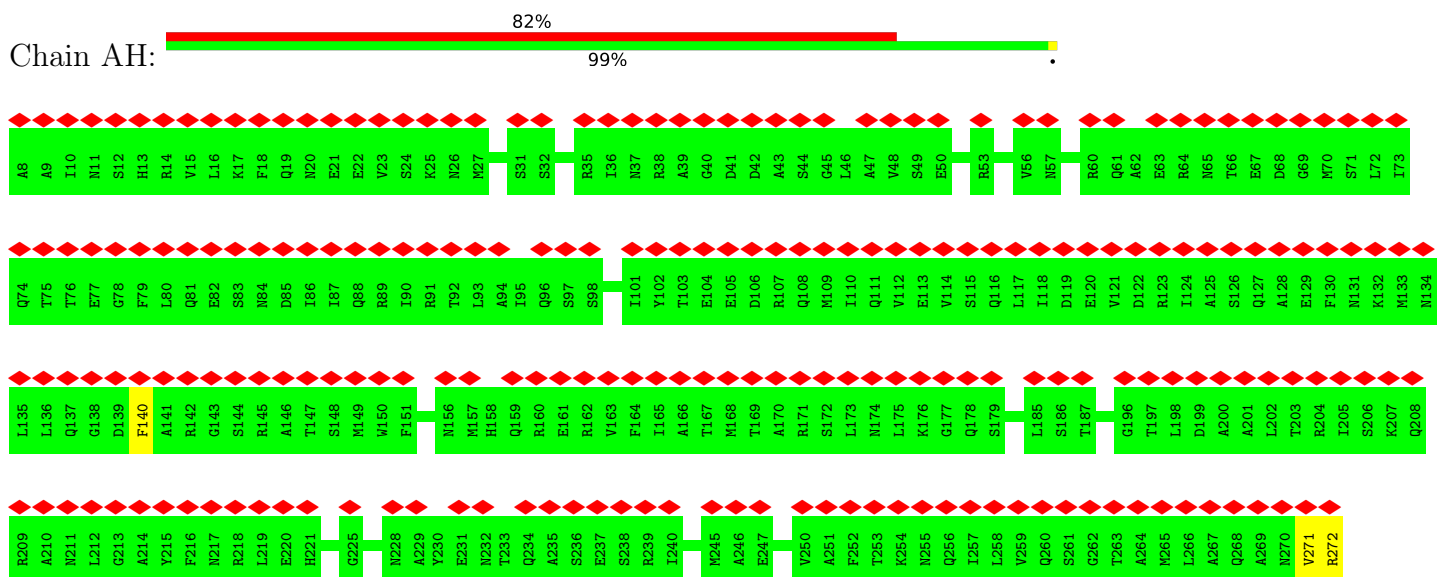 82%
Chain AH:
99%
•
A8 A9 I10 N11 S12 H13 R14 V15 L16 K17 F18 Q19 N20 E21 E22 V23 S24 K25 N26 M27 S31 S32 R35 I36 N37 R38 A39 G40 D41 D42 A43 S44 G45 L46 A47 V48 S49 E50 R53 V56 N57 R60 Q61 A62 E63 R64 N65 T66 E67 D68 G69 M70 S71 L72 I73
Q74 T75 T76 E77 G78 F79 L80 Q81 E82 S83 N84 D85 I86 I87 Q88 R89 I90 R91 T92 L93 A94 I95 Q96 S97 S98 I101 Y102 T103 E104 E105 D106 R107 Q108 M109 I110 Q111 V112 E113 V114 S115 Q116 L117 I118 D119 E120 V121 D122 R123 I124 A125 S126 Q127 A128 E129 F130 N131 K132 M133 N134
L135 L136 Q137 G138 D139 F140 A141 R142 G143 S144 R145 A146 T147 S148 M149 W150 F151 N156 M157 H158 Q159 R160 E161 R162 V163 F164 I165 A166 T167 M168 T169 A170 R171 S172 L173 N174 L175 K176 G177 Q178 S179 L185 S186 T187 G196 T197 L198 D199 A200 A201 L202 T203 R204 I205 S206 K207 Q208
R209 A210 N211 L212 G213 A214 Y215 F216 N217 R218 L219 E220 H221 G225 N228 A229 Y230 E231 N232 T233 Q234 A235 S236 E237 S238 R239 I240 M245 A246 E247 V250 A251 F252 T253 K254 N255 Q256 I257 L258 V259 Q260 S261 G262 T263 A264 M265 L266 A267 Q268 A269 N270 V271 R272